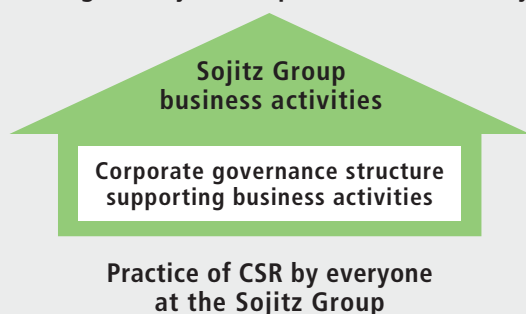 Sojitz Group
business activities
Corporate governance structure
supporting business activities
Practice of CSR by everyone
at the Sojitz Group